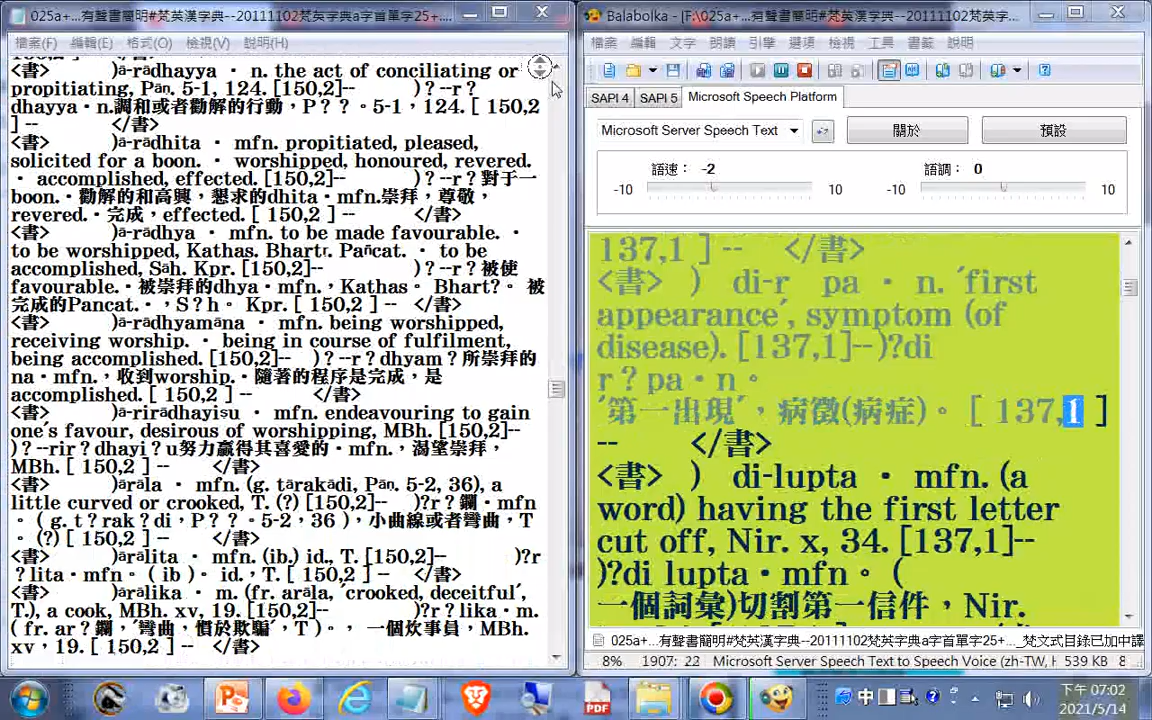 025a+...有聲書簡明#梵英漢字典--20111102梵英字典a字首單字25+...
檔案(F) 編輯(E) 格式(O) 檢視(V) 說明(H)
〈書〉 )ā-rādhayya ‧ n. the act of conciliating or
propitiating, Pāṇ. 5-1, 124. [150,2]-- )? --r ?
dhayya‧n.調和或者勸解的行動，P？？。5-1，124.［ 150,2
] -- 〈/書〉
〈書〉 )ā-rādhita ‧ mfn. propitiated, pleased,
solicited for a boon. ‧ worshipped, honoured, revered.
‧ accomplished, effected. [150,2]-- )? --r ?對于一
boon.‧勸解的和高興，懇求的dhita‧mfn.崇拜，尊敬，
revered.‧完成，effected.［ 150,2 ］-- 〈/書〉
〈書〉 )ā-rādhya ‧ mfn. to be made favourable. ‧
to be worshipped, Kathas. Bhartr. Pañcat. ‧ to be
accomplished, Sāh. Kpr. [150,2]-- )? --r ?被使
favourable.‧被崇拜的dhya‧mfn.，Kathas。 Bhart?。 被
完成的Pancat.‧，S？h。 Kpr.［ 150,2 ］-- 〈/書〉
〈書〉 )ā-rādhyamāna ‧ mfn. being worshipped,
receiving worship. ‧ being in course of fulfilment,
being accomplished. [150,2]-- )? --r ? dhyam ? 所崇拜的
na‧mfn.，收到worship.‧隨著的程序是完成，是
accomplished.［ 150,2 ］-- 〈/書〉
〈書〉 )ā-rirādhayiṣu ‧ mfn. endeavouring to gain
one's favour, desirous of worshipping, MBh. [150,2]--
)? --rir ? dhayi ? u努力贏得其喜愛的‧mfn.，渴望崇拜，
MBh.［ 150,2 ］-- 〈/書〉
〈書〉 )ārāla ‧ mfn. (g. tārakādi, Pāṇ. 5-2, 36), a
little curved or crooked, T. (?) [150,2]-- )?r ? 鑭‧mfn
。( g. t ? rak ? di，P？？。5-2，36 )，小曲線或者彎曲，T
。(?)［ 150,2 ］-- 〈/書〉
〈書〉 )ārālita ‧ mfn. (ib.) id., T. [150,2]-- )?r
? lita‧mfn。( ib )。id.，T.［ 150,2 ］-- 〈/書〉
〈書〉 )ārālika ‧ m. (fr. arāla, 'crooked, deceitful',
T.), a cook, MBh. xv, 19. [150,2]-- )?r ? lika‧m.
( fr. ar ? 鑭，'彎曲，慣於欺騙'，T )。， 一個炊事員，MBh.
xv，19.［ 150,2 ］-- 〈/書〉
Balabolka - [F:\025a+...有聲書簡明#梵英漢字典--20111102梵英字...
檔案 編輯 文字 朗讀 引擎 選項 檢視 工具 書籤 說明
SAPI 4 SAPI 5 Microsoft Speech Platform
Microsoft Server Speech Text 關於 預設
語速: -2 語調: 0
-10 10 -10 10
137,1 ] -- 〈/書〉
〈書〉 ) di-r pa ‧ n. 'first
appearance', symptom (of
disease). [137,1]--)?di
r ? pa‧n。
'第一出現'，病徵(病症)。［ 137,1 ］
-- 〈/書〉
〈書〉 ) di-lupta ‧ mfn. (a
word) having the first letter
cut off, Nir. x, 34. [137,1]--
)?di lupta‧mfn。(
一個詞彙)切割第一信件，Nir.
025a+...有聲書簡明#梵英漢字典--20111102梵英字典a字首單字25+..._梵文式目錄已加中譯
8% 1907: 22 Microsoft Server Speech Text to Speech Voice (zh-TW, H 539 KB 8
PDF
中
下午 07:02
2021/5/14